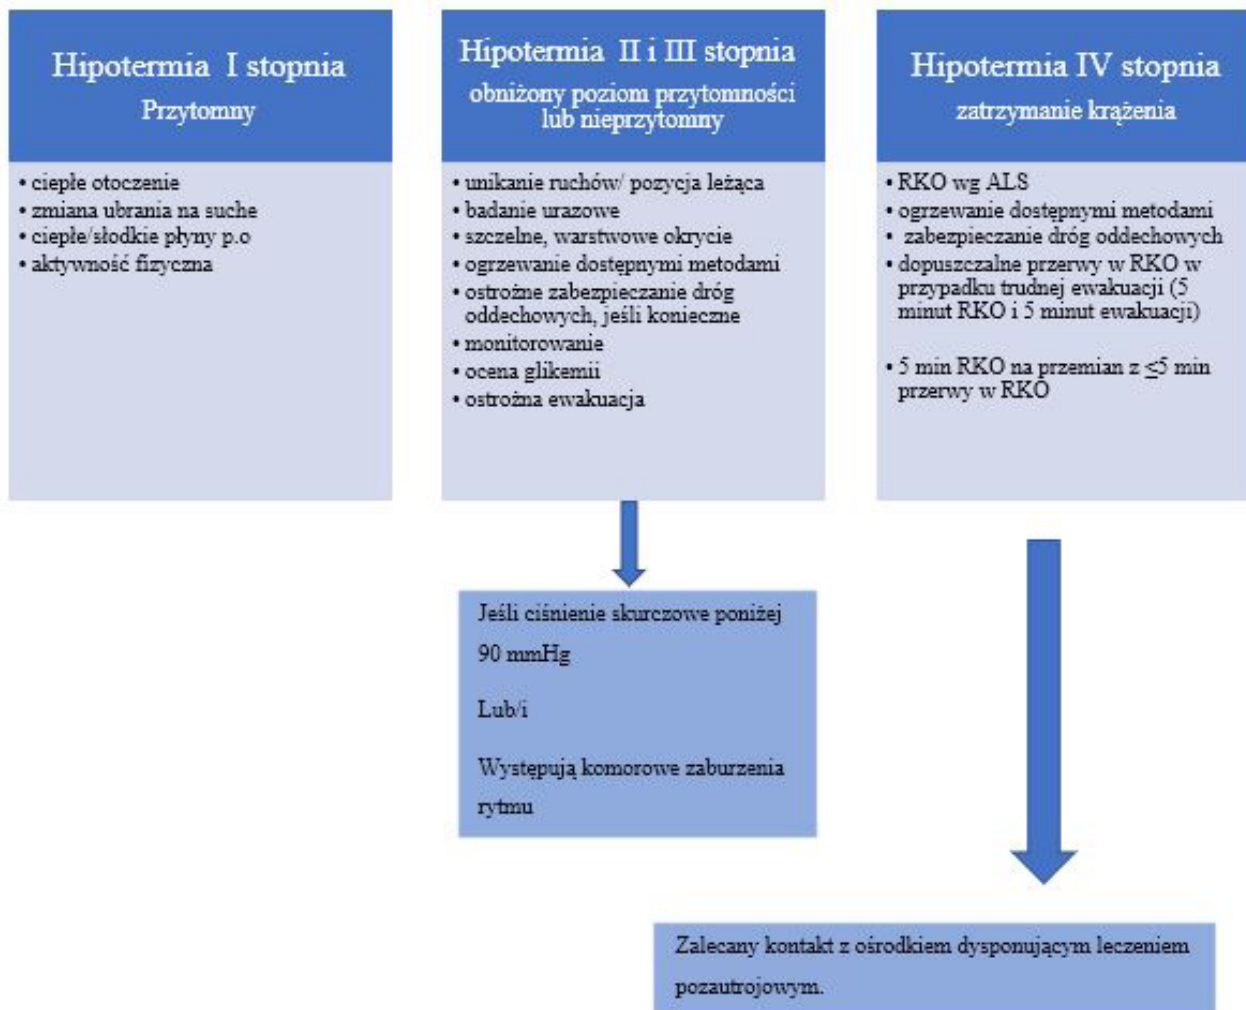 Hipotermia I stopnia
Przytomny
• ciepłe otoczenie
• zmiana ubrania na suche
• ciepłe/słodkie płyny p.o
• aktywność fizyczna
Hipotermia II i III stopnia
obniżony poziom przytomności
lub nieprzytomny
• unikanie ruchów/ pozycja leżąca
• badanie urazowe
• szczelne, warstwowe okrycie
• ogrzewanie dostępnymi metodami
• ostrożne zabezpieczanie dróg
oddechowych, jeśli konieczne
• monitorowanie
• ocena glikemii
• ostrożna ewakuacja
Jeśli ciśnienie skurczowe poniżej
90 mmHg
Lub/i
Występują komorowe zaburzenia
rytmu
Hipotermia IV stopnia
zatrzymanie krążenia
• RKO wg ALS
• ogrzewanie dostępnymi metodami
• zabezpieczanie dróg oddechowych
• dopuszczalne przerwy w RKO w
przypadku trudnej ewakuacji (5
minut RKO i 5 minut ewakuacji)
• 5 min RKO na przemian z ≤5 min
przerwy w RKO
Zalecany kontakt z ośrodkiem dysponującym leczeniem
pozautrojowym.